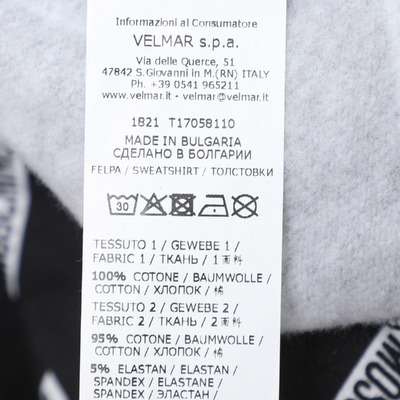 Informazioni al Consumatore
VELMAR s.p.a.
Via delle Querce, 51
47842 S.Giovanni in M.(RN) ITALY
Ph. +39 0541 965211
www.velmar.it - velmar@velmar.it
1821 T17058110
MADE IN BULGARIA
СДЕЛАНО В БОЛГАРИИ
FELPA / SWEATSHIRT / ТОЛСТОВКИ
30
TESSUTO 1 / GEWEBE 1 /
FABRIC 1 / ТКАНЬ / 1面料
100% COTONE / BAUMWOLLE /
COTTON / ХЛОПОК / 棉
TESSUTO 2 / GEWEBE 2 /
FABRIC 2 / ТКАНЬ / 2面料
95% COTONE / BAUMWOLLE /
COTTON / ХЛОПОК / 棉
5% ELASTAN / ELASTAN /
SPANDEX / ELASTANE /
SPANDEX / ЭЛАСТАН /